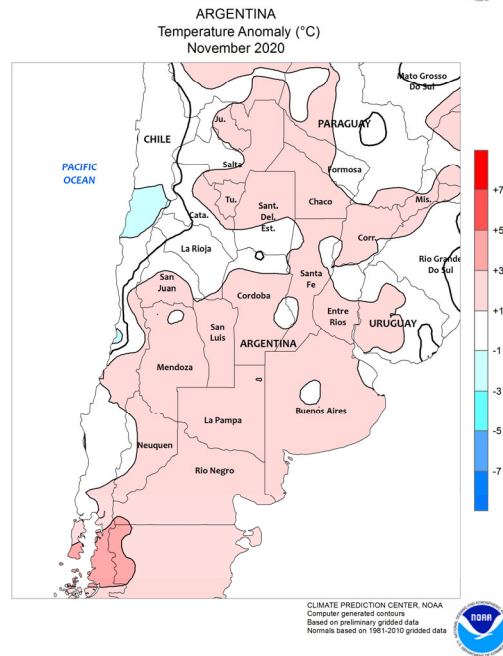 ARGENTINA
Temperature Anomaly (°C)
November 2020
Mato Grosso
Do Sul
Ju.
PARAGUAY
CHILE
PACIFIC
OCEAN
Salta
Formosa
Tu.
Sant.
Del.
Est.
Chaco
Mis.
Cata.
Corr.
La Rioja
Rio Grande
Do Sul
San
Juan
Santa
Fe
Cordoba
San
Luis
ARGENTINA
Entre
Rios
URUGUAY
Mendoza
Buenos Aires
La Pampa
Neuquen
Rio Negro
+7
+5
+3
+1
-1
-3
-5
-7
CLIMATE PREDICTION CENTER, NOAA
Computer generated contours
Based on preliminary gridded data
Normals based on 1981-2010 gridded data
NOAA